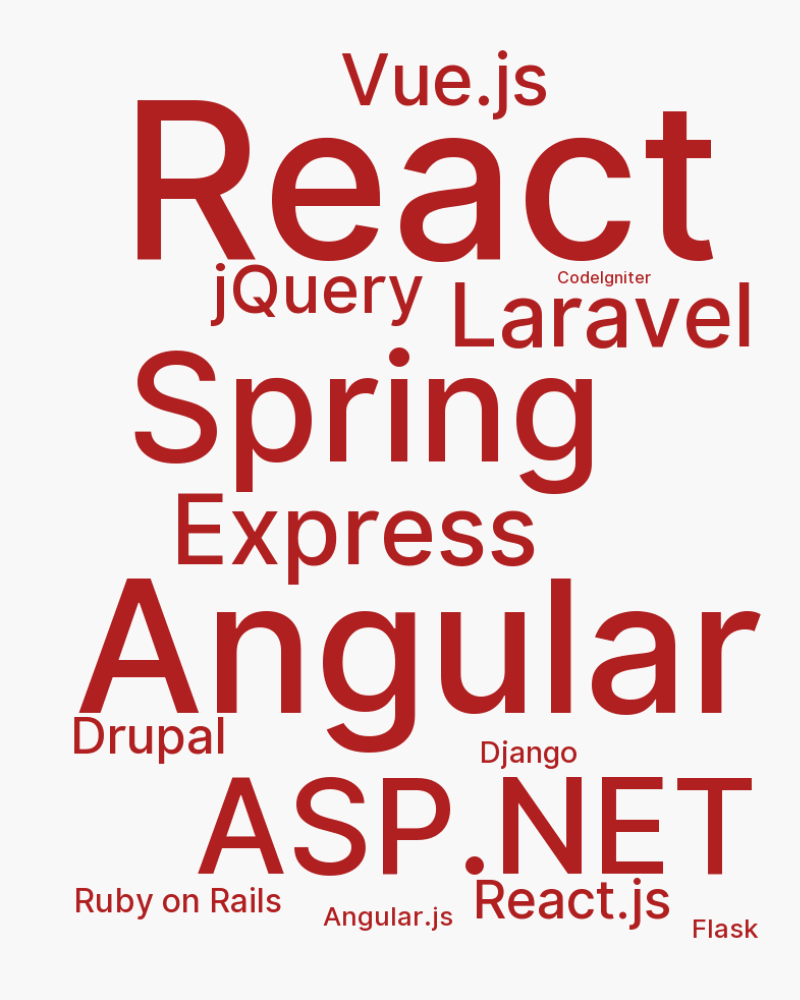 Vue.js
React
jQuery
CodeIgniter
Laravel
Spring
Express
Angular
Drupal
Django
ASP.NET
Ruby on Rails
Angular.js
React.js
Flask